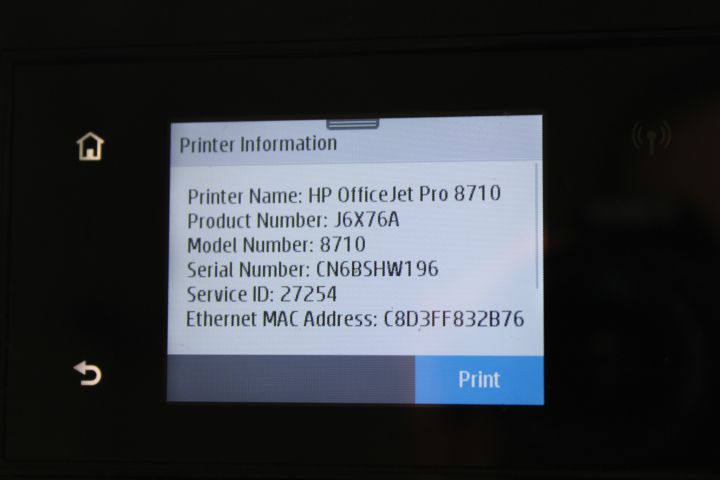 Printer Information
Printer Name: HP OfficeJet Pro 8710
Product Number: J6X76A
Model Number: 8710
Serial Number: CN6BSHW196
Service ID: 27254
Ethernet MAC Address: C8D3FF832B76
Print